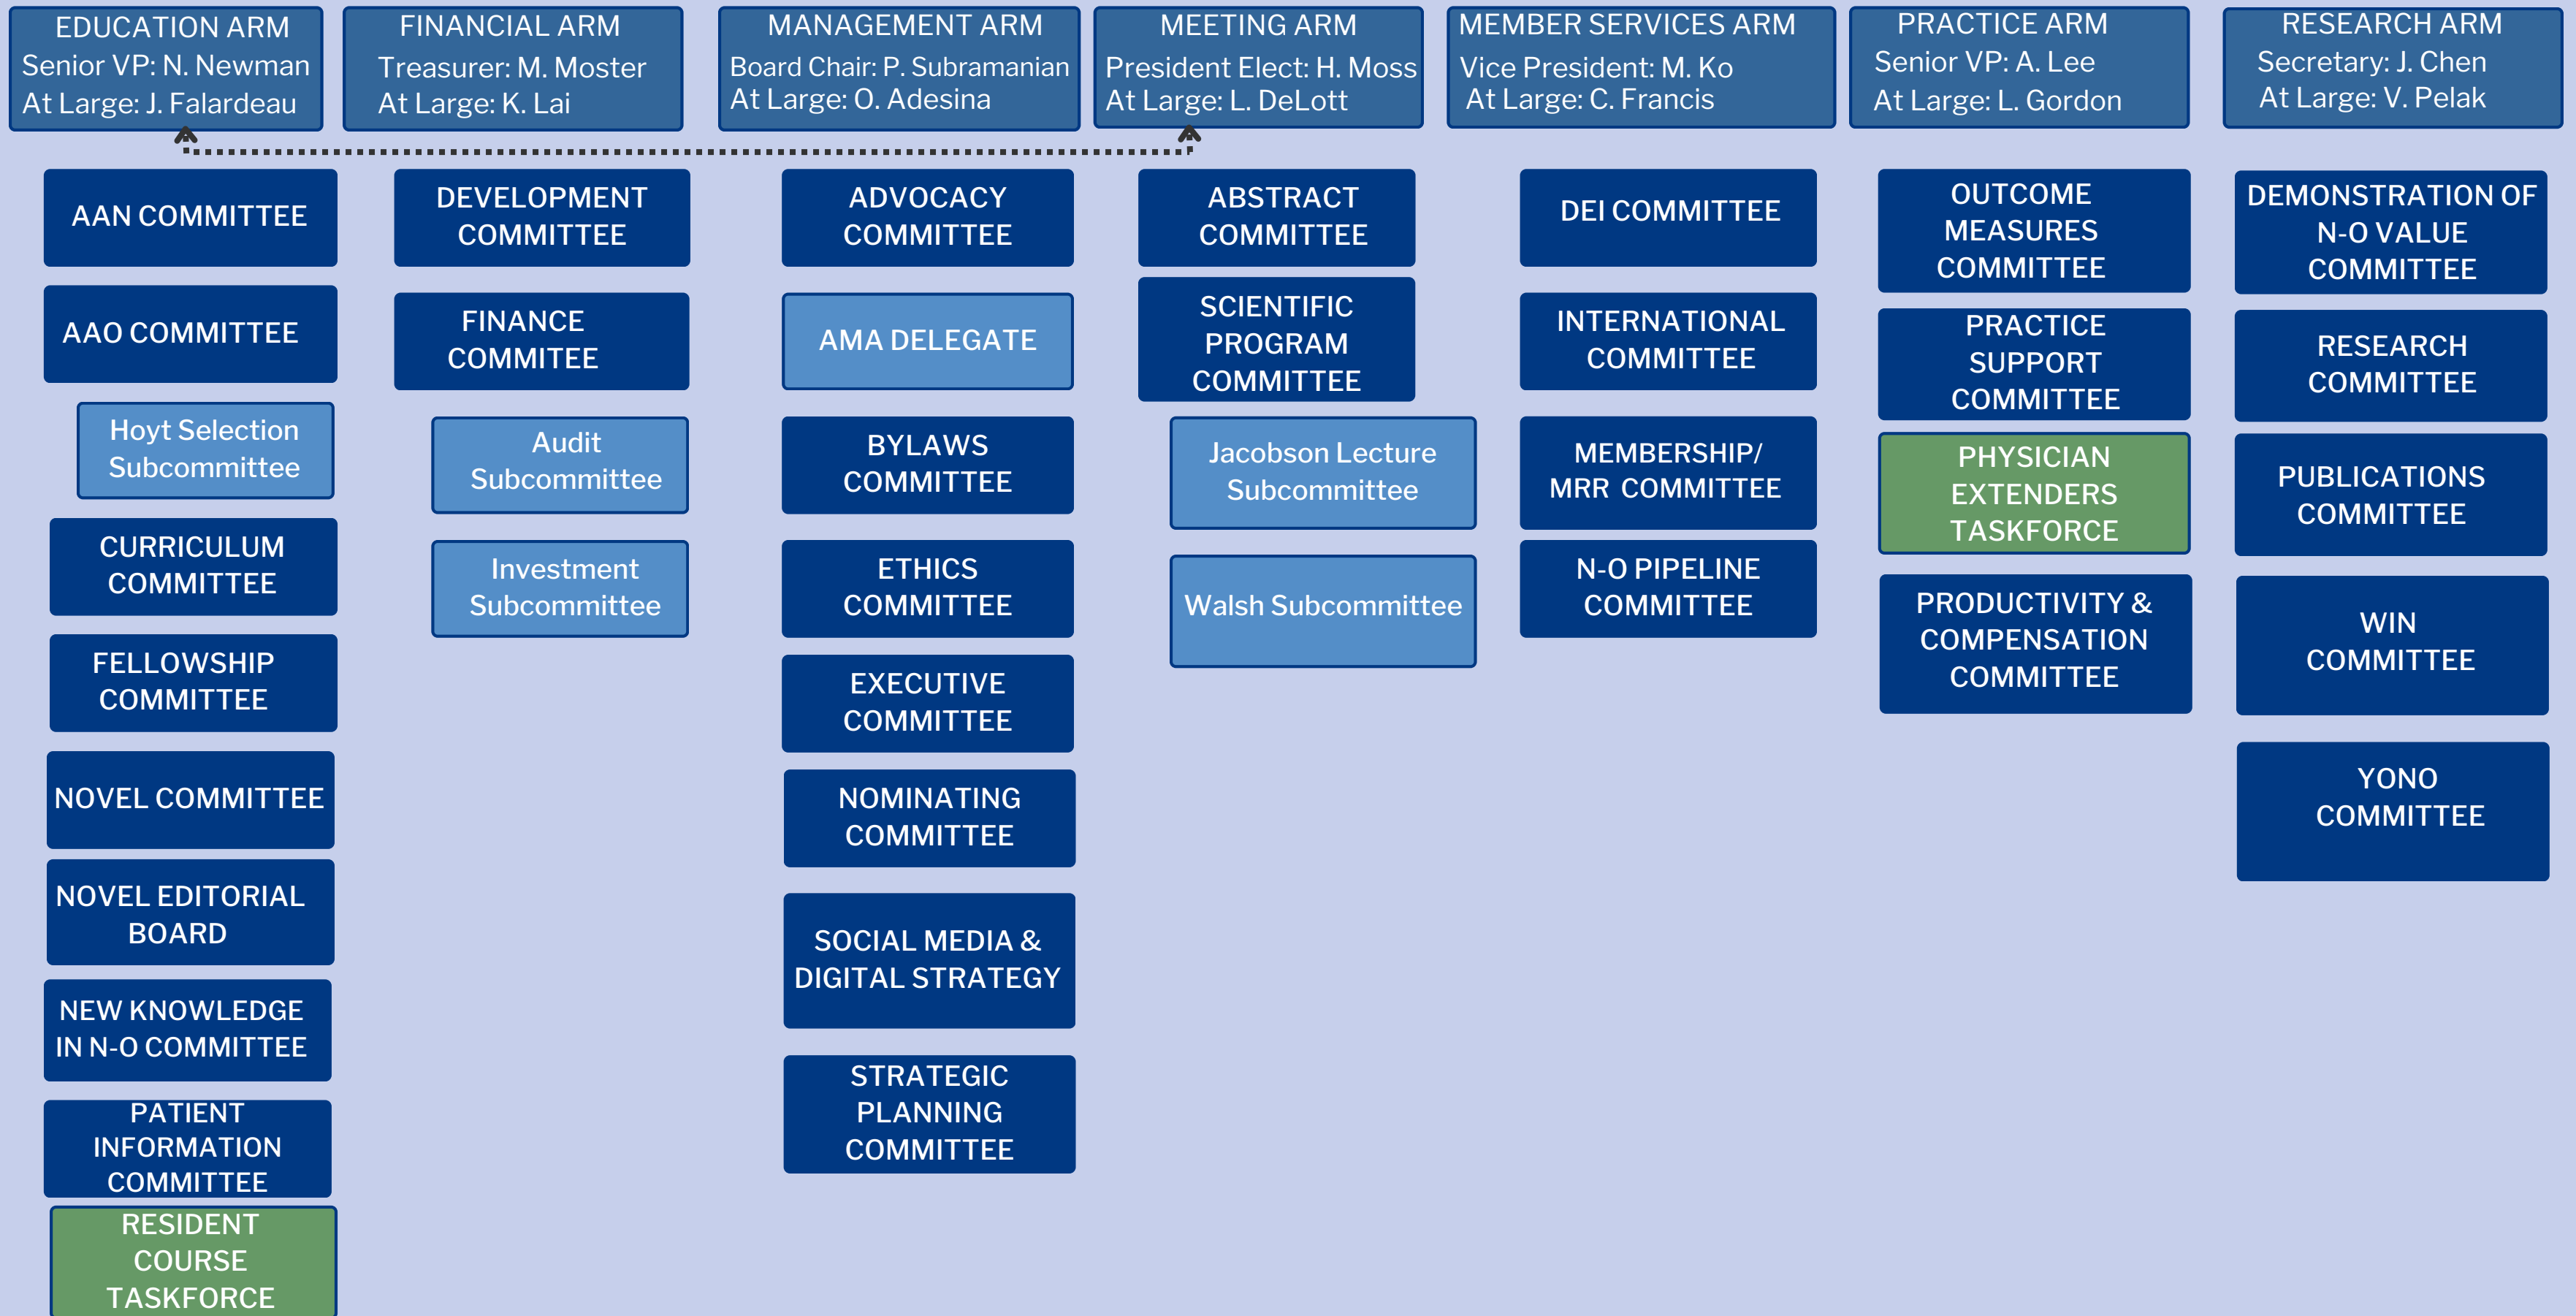 EDUCATION ARM
Senior VP: N. Newman
At Large: J. Falardeau
FINANCIAL ARM
Treasurer: M. Moster
At Large: K. Lai
MANAGEMENT ARM
Board Chair: P. Subramanian
At Large: O. Adesina
MEETING ARM
President Elect: H. Moss
At Large: L. DeLott
MEMBER SERVICES ARM
Vice President: M. Ko
At Large: C. Francis
PRACTICE ARM
Senior VP: A. Lee
At Large: L. Gordon
RESEARCH ARM
Secretary: J. Chen
At Large: V. Pelak
AAN COMMITTEE
AAO COMMITTEE
Hoyt Selection
Subcommittee
CURRICULUM
COMMITTEE
FELLOWSHIP
COMMITTEE
NOVEL COMMITTEE
NOVEL EDITORIAL
BOARD
NEW KNOWLEDGE
IN N-O COMMITTEE
PATIENT
INFORMATION
COMMITTEE
RESIDENT
COURSE
TASKFORCE
DEVELOPMENT
COMMITTEE
FINANCE
COMMITEE
Audit
Subcommittee
Investment
Subcommittee
ADVOCACY
COMMITTEE
AMA DELEGATE
BYLAWS
COMMITTEE
ETHICS
COMMITTEE
EXECUTIVE
COMMITTEE
NOMINATING
COMMITTEE
SOCIAL MEDIA &
DIGITAL STRATEGY
STRATEGIC
PLANNING
COMMITTEE
ABSTRACT
COMMITTEE
SCIENTIFIC
PROGRAM
COMMITTEE
Jacobson Lecture
Subcommittee
Walsh Subcommittee
DEI COMMITTEE
INTERNATIONAL
COMMITTEE
MEMBERSHIP/
MRR COMMITTEE
N-O PIPELINE
COMMITTEE
OUTCOME
MEASURES
COMMITTEE
PRACTICE
SUPPORT
COMMITTEE
PHYSICIAN
EXTENDERS
TASKFORCE
PRODUCTIVITY &
COMPENSATION
COMMITTEE
DEMONSTRATION OF
N-O VALUE
COMMITTEE
RESEARCH
COMMITTEE
PUBLICATIONS
COMMITTEE
WIN
COMMITTEE
YONO
COMMITTEE